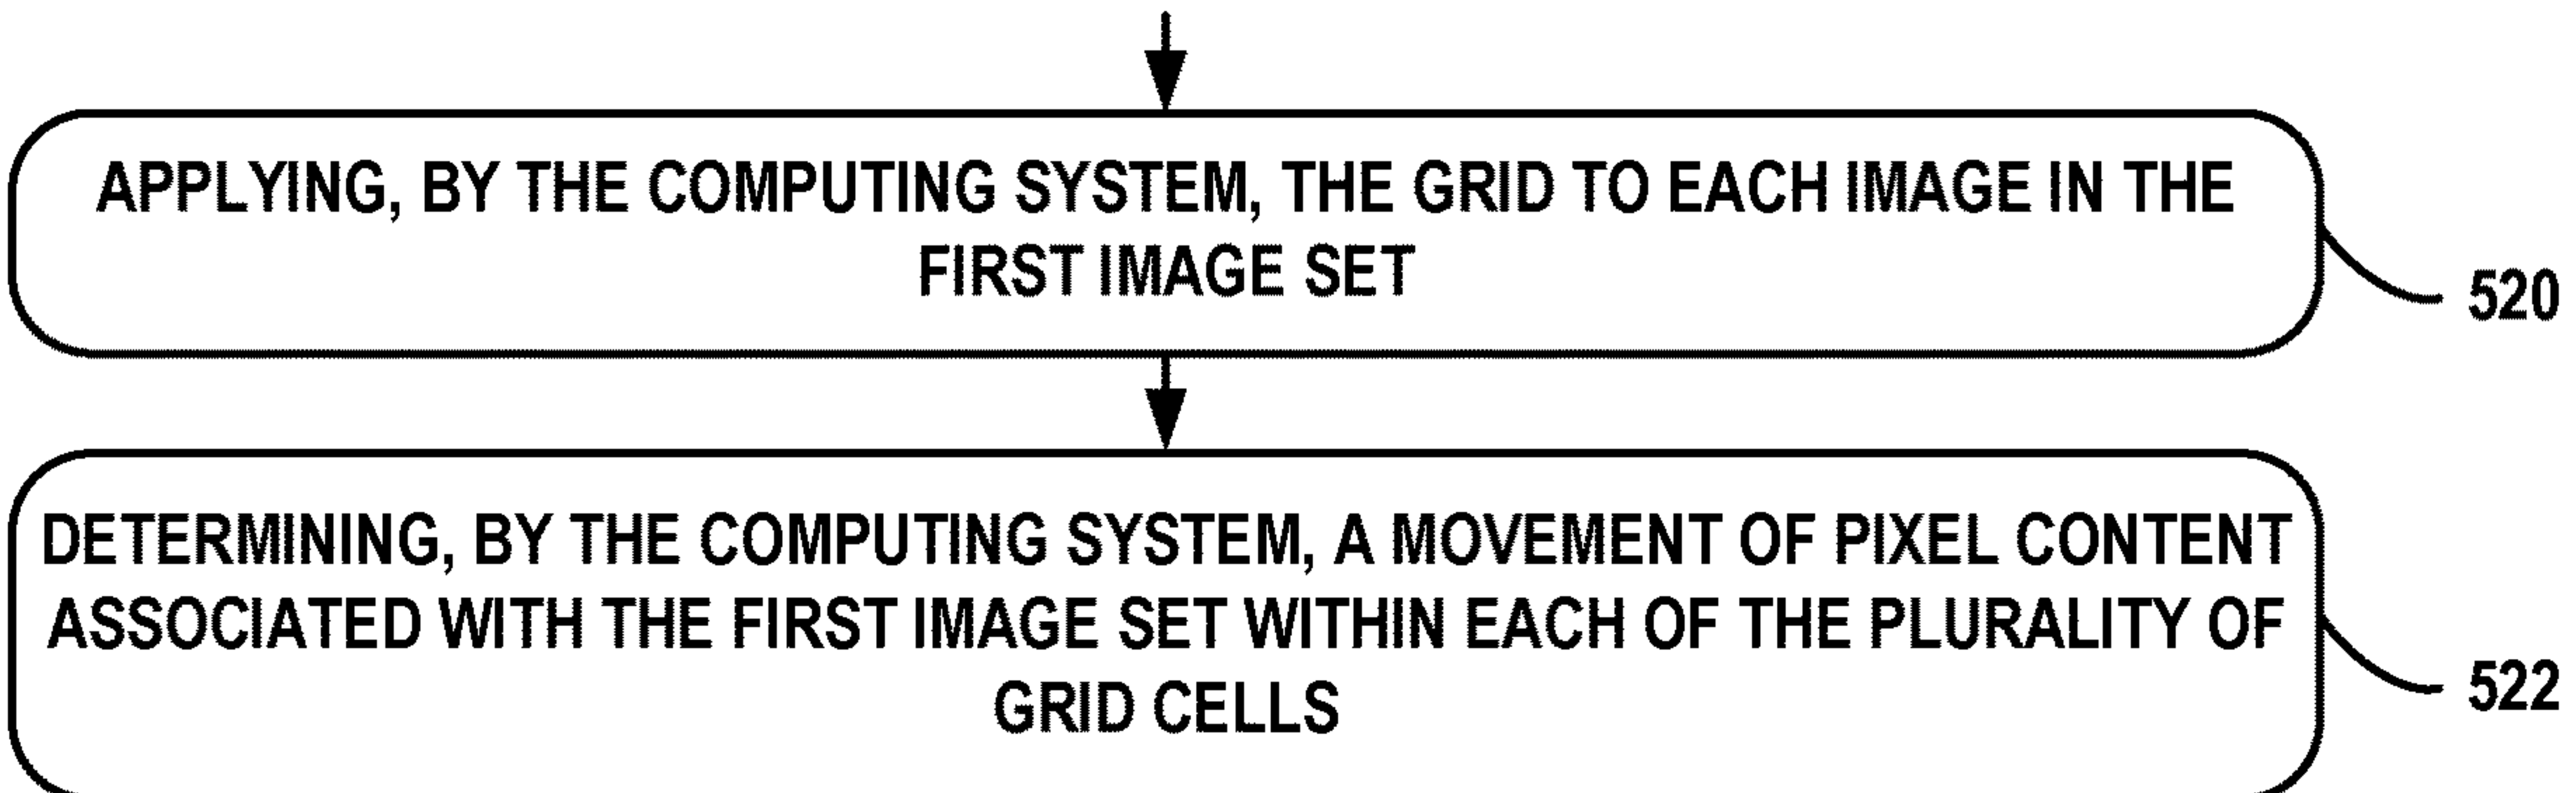 APPLYING, BY THE COMPUTING SYSTEM, THE GRID TO EACH IMAGE IN THE
FIRST IMAGE SET
520
DETERMINING, BY THE COMPUTING SYSTEM, A MOVEMENT OF PIXEL CONTENT
ASSOCIATED WITH THE FIRST IMAGE SET WITHIN EACH OF THE PLURALITY OF
GRID CELLS
522